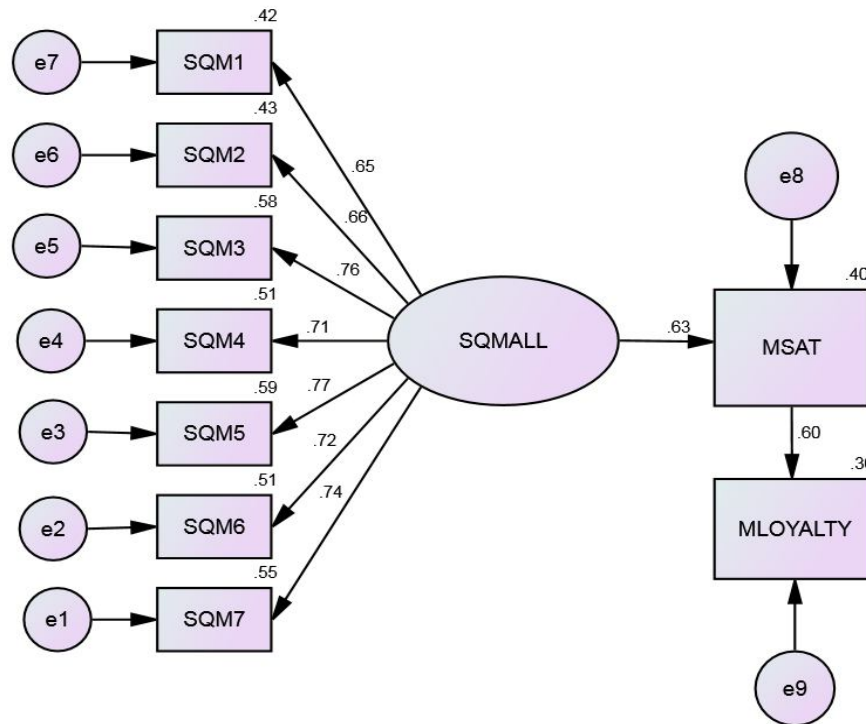 .42
e7 SQM1
.43
e6 SQM2
.65
.58
e5 SQM3
.66
e8
.76
.51
.40
e4 SQM4
.71
SQMALL
.63
MSAT
.59
e3 SQM5
.77
.60
.72
.51
e2 SQM6
.74
MLOYALTY
.55
e1 SQM7
e9